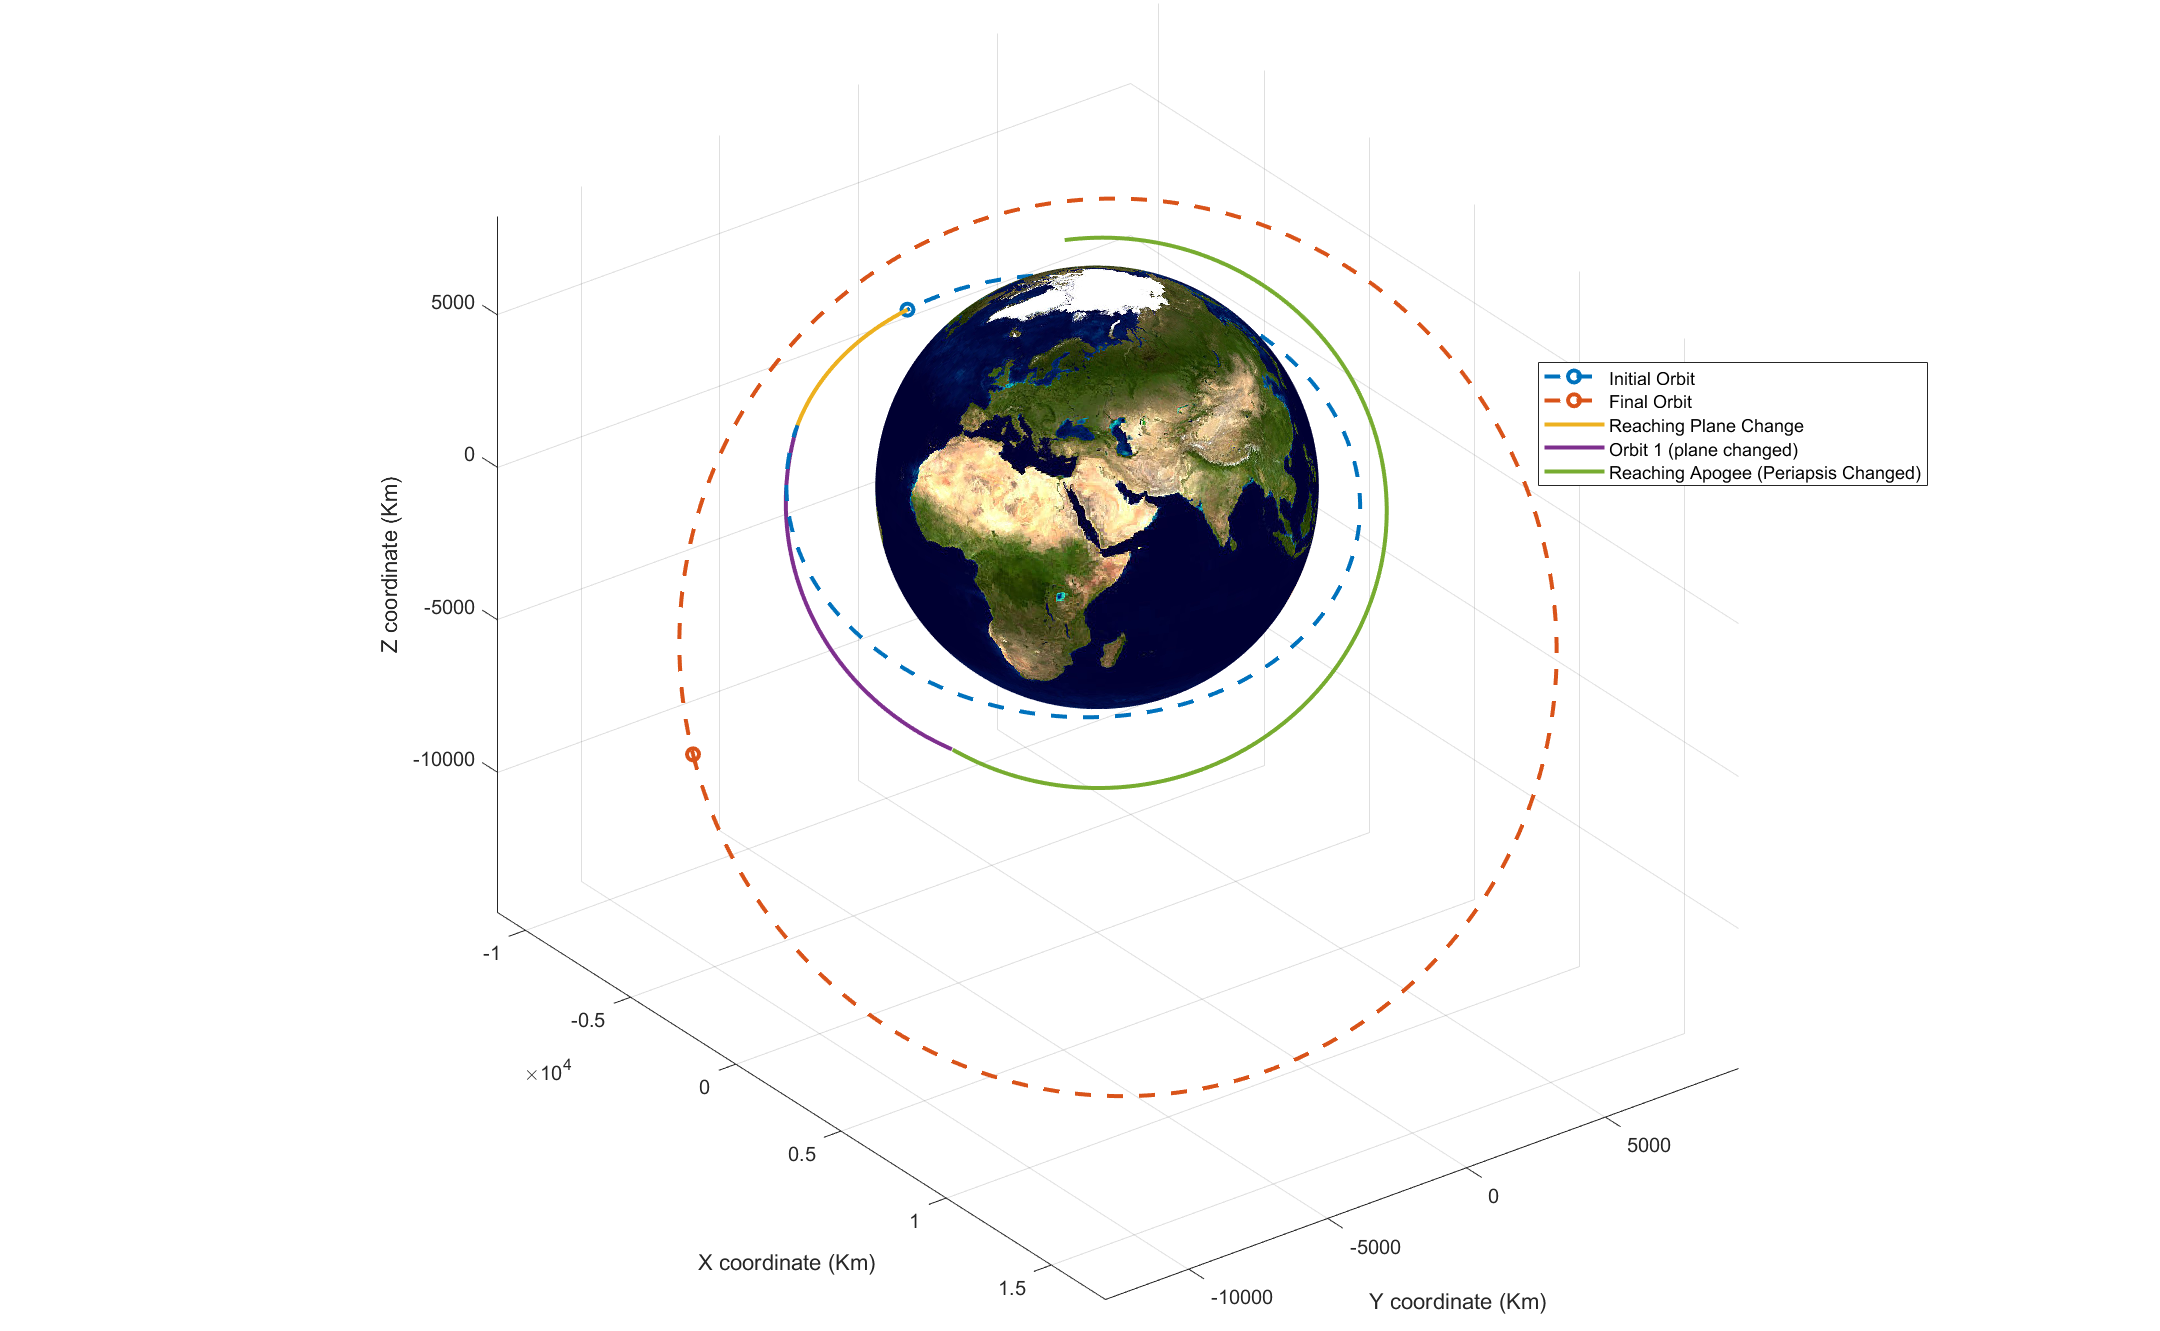 Initial Orbit
Final Orbit
Reaching Plane Change
Orbit 1 (plane changed)
Reaching Apogee (Periapsis Changed)
5000
0
-5000
-10000
Z coordinate (Km)
-1
-0.5
0
0.5
1
1.5
×10^4
X coordinate (Km)
5000
0
-5000
-10000
Y coordinate (Km)